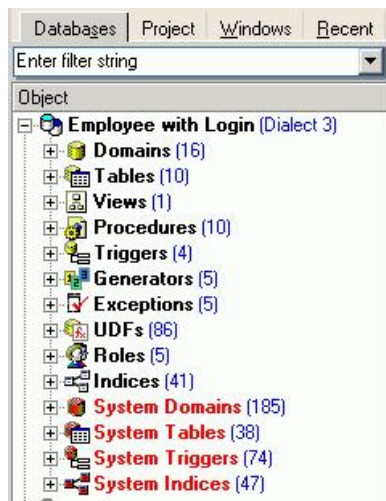 Databases Project Windows Recent
Enter filter string
Object
Employee with Login (Dialect 3)
Domains (16)
Tables (10)
Views (1)
Procedures (10)
Triggers (4)
Generators (5)
Exceptions (5)
UDFs (86)
Roles (5)
Indices (41)
System Domains (185)
System Tables (38)
System Triggers (74)
System Indices (47)